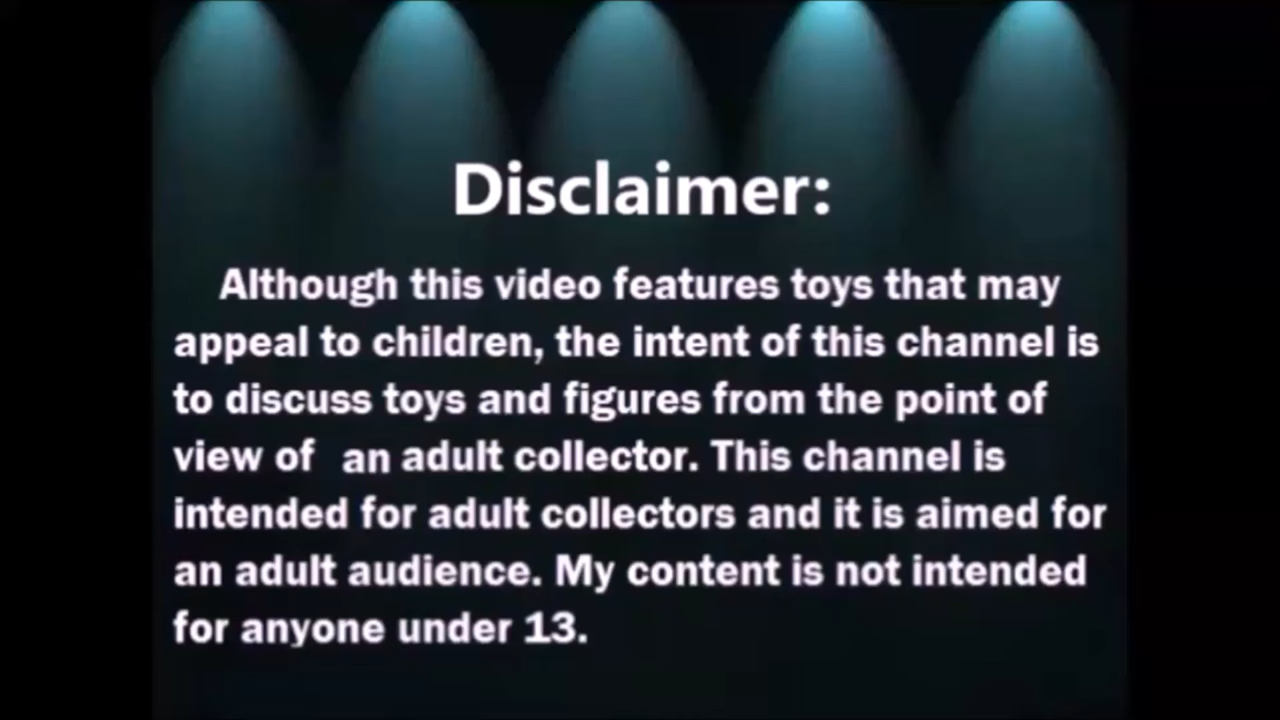 Disclaimer:
Although this video features toys that may
appeal to children, the intent of this channel is
to discuss toys and figures from the point of
view of an adult collector. This channel is
intended for adult collectors and it is aimed for
an adult audience. My content is not intended
for anyone under 13.